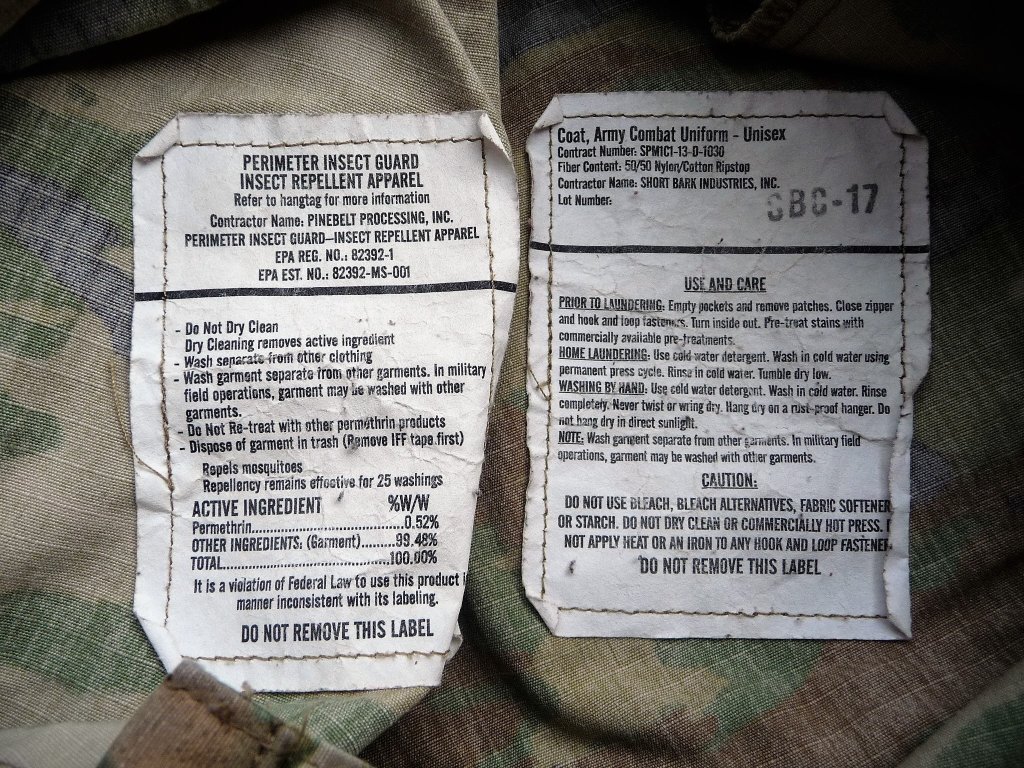 PERIMETER INSECT GUARD
INSECT REPELLENT APPAREL
Refer to hangtag for more information
Contractor Name: PINEBELT PROCESSING, INC.
PERIMETER INSECT GUARD—INSECT REPELLENT APPAREL
EPA REG. NO.: 82392-1
EPA EST. NO.: 82392-MS-001
- Do Not Dry Clean
Dry Cleaning removes active ingredient
- Wash separate from other clothing
- Wash garment separate from other garments. In military
field operations, garment may be washed with other
garments.
- Do Not Re-treat with other permethrin products
- Dispose of garment in trash (Remove IFF tape first)
Repels mosquitoes
Repellency remains effective for 25 washings
ACTIVE INGREDIENT %W/W
Permethrin..............................0.52%
OTHER INGREDIENTS: (Garment).........99.48%
TOTAL....................................100.00%
It is a violation of Federal Law to use this product i
manner inconsistent with its labeling.
DO NOT REMOVE THIS LABEL
Coat, Army Combat Uniform - Unisex
Contract Number: SPM1C1-13-D-1030
Fiber Content: 50/50 Nylon/Cotton Ripstop
Contractor Name: SHORT BARK INDUSTRIES, INC.
Lot Number: SBC-17
USE AND CARE
PRIOR TO LAUNDERING: Empty pockets and remove patches. Close zipper
and hook and loop fasteners. Turn inside out. Pre-treat stains with
commercially available pre-treatments.
HOME LAUNDERING: Use cold water detergent. Wash in cold water using
permanent press cycle. Rinse in cold water. Tumble dry low.
WASHING BY HAND: Use cold water detergent. Wash in cold water. Rinse
completely. Never twist or wring dry. Hang dry on a rust-proof hanger. Do
not hang dry in direct sunlight.
NOTE: Wash garment separate from other garments. In military field
operations, garment may be washed with other garments.
CAUTION:
DO NOT USE BLEACH, BLEACH ALTERNATIVES, FABRIC SOFTENER
OR STARCH. DO NOT DRY CLEAN OR COMMERCIALLY HOT PRESS.
NOT APPLY HEAT OR AN IRON TO ANY HOOK AND LOOP FASTENER
DO NOT REMOVE THIS LABEL